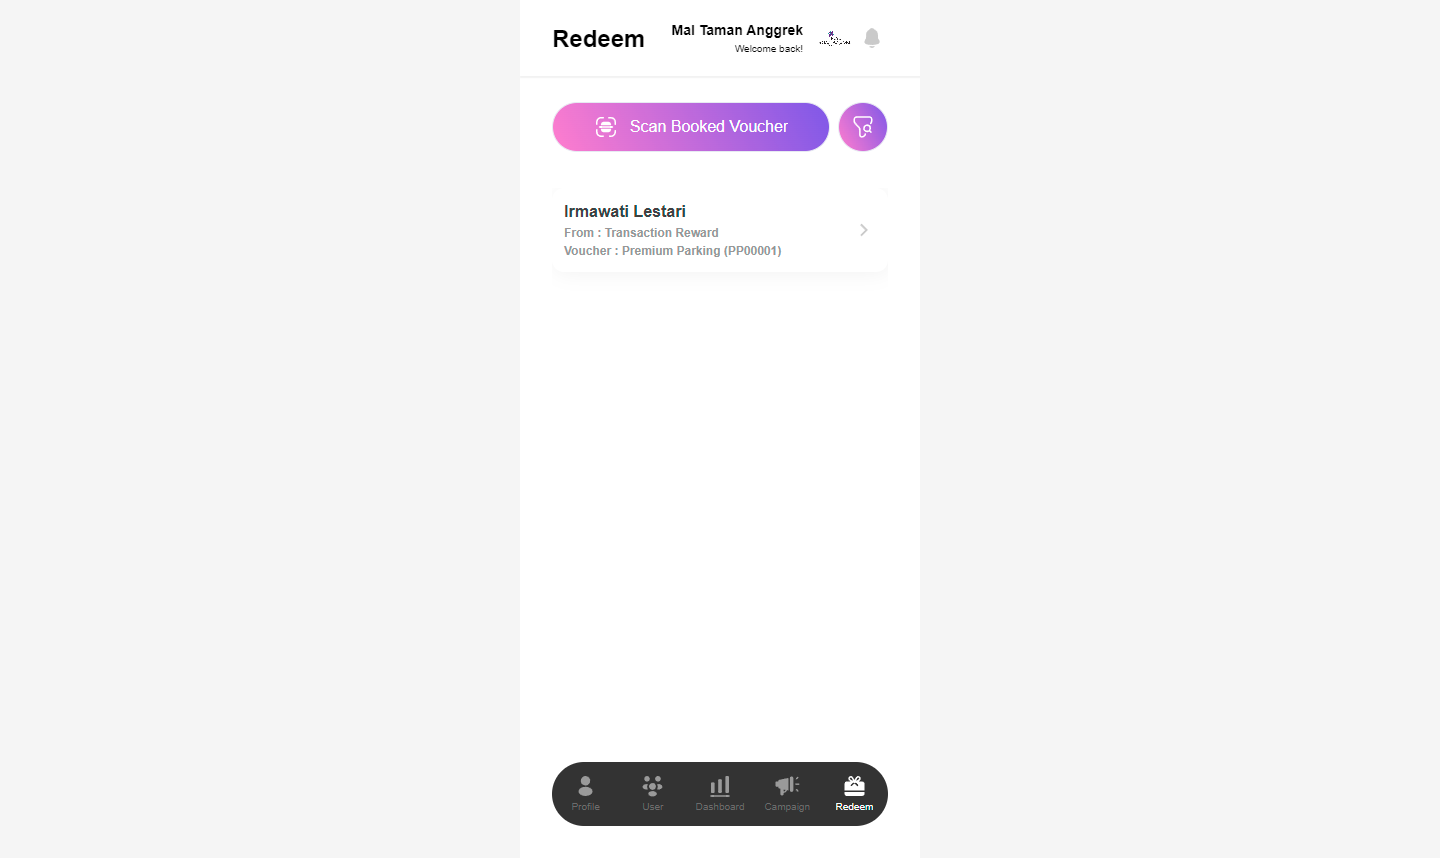 Redeem
Mal Taman Anggrek
Welcome back!
Scan Booked Voucher
Irmawati Lestari
From : Transaction Reward
Voucher : Premium Parking (PP00001)
Profile
User
Dashboard
Campaign
Redeem